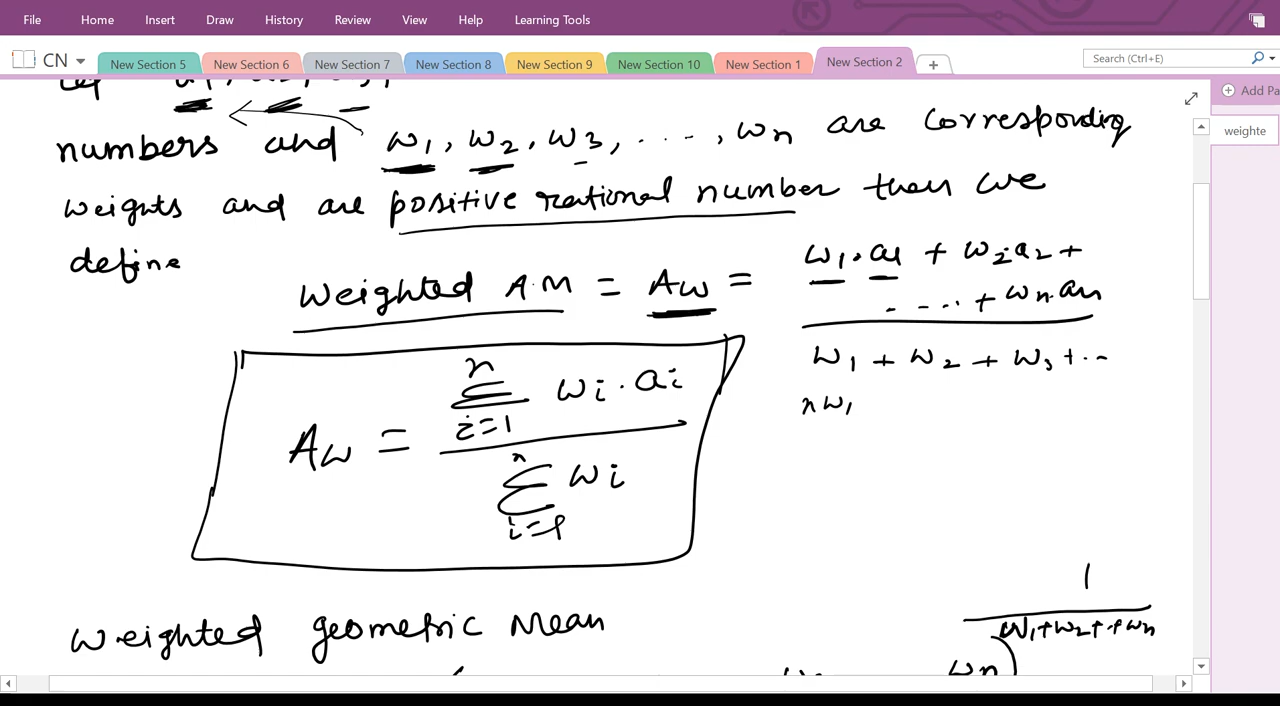 File Home Insert Draw History Review View Help Learning Tools
CN New Section 5 New Section 6 New Section 7 New Section 8 New Section 9 New Section 10 New Section 1 New Section 2 Search (Ctrl+E)
Add Pa
weighte
numbers and w1, w2, w3, ...., wn are corresponding
weights and are positive rational number then we
define
Weighted A.M = Aw =
w1.a1 + w2a2 +
..... + wn.an
w1 + w2 + w3 +..
n
Aw = Σ wi.ai
i=1
n
Σ wi
i=1
weighted geometric Mean
1
w1+w2+.+wn
wn